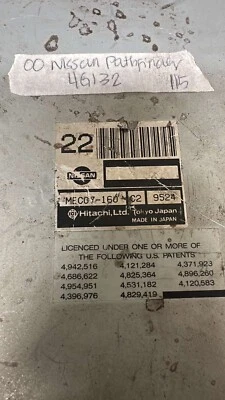 00 Nissan Pathfinder
46132 115
22
NISSAN
MEC07-160 C2 9524
Hitachi, Ltd. Tokyo Japan
MADE IN JAPAN
LICENCED UNDER ONE OR MORE OF
THE FOLLOWING U.S. PATENTS
4,942,516 4,121,284 4,371,923
4,686,622 4,825,364 4,896,260
4,954,951 4,531,162 4,120,583
4,396,976 4,829,419